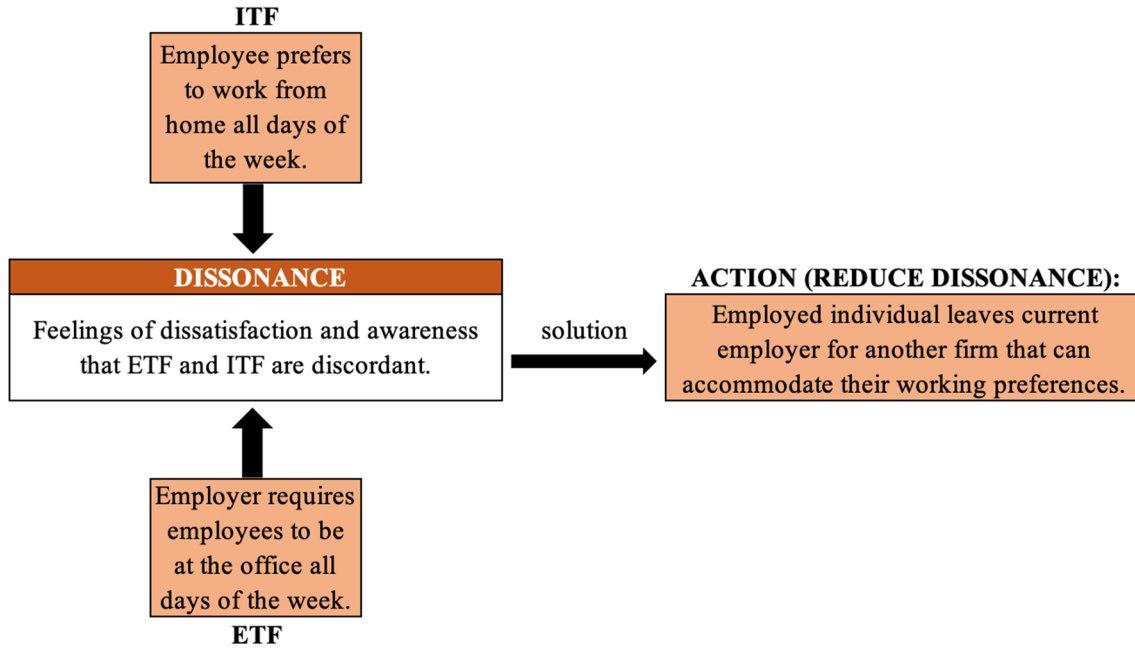 ITF
Employee prefers
to work from
home all days of
the week.
DISSONANCE
Feelings of dissatisfaction and awareness
that ETF and ITF are discordant.
solution
ACTION (REDUCE DISSONANCE):
Employed individual leaves current
employer for another firm that can
accommodate their working preferences.
Employer requires
employees to be
at the office all
days of the week.
ETF